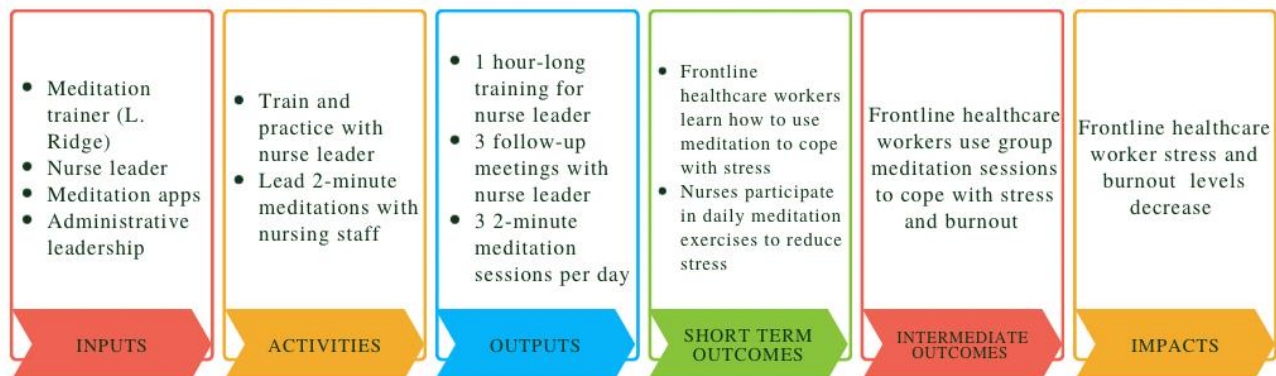 Meditation
trainer (L.
Ridge)
Nurse leader
Meditation apps
Administrative
leadership
INPUTS
Train and
practice with
nurse leader
Lead 2-minute
meditations with
nursing staff
ACTIVITIES
1 hour-long
training for
nurse leader
3 follow-up
meetings with
nurse leader
3 2-minute
meditation
sessions per day
OUTPUTS
Frontline
healthcare workers
learn how to use
meditation to cope
with stress
Nurses participate
in daily meditation
exercises to reduce
stress
SHORT TERM
OUTCOMES
Frontline healthcare
workers use group
meditation sessions
to cope with stress
and burnout
INTERMEDIATE
OUTCOMES
Frontline healthcare
worker stress and
burnout levels
decrease
IMPACTS